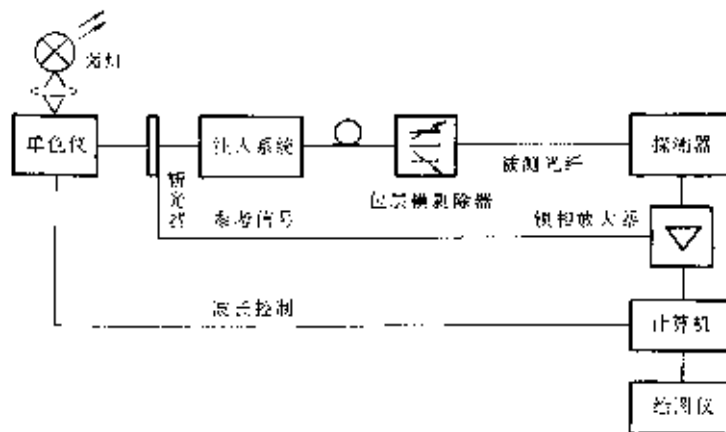 卤灯
单色仪
注入系统
探测器
斩光器
被测光纤
包层模剥除器
参考信号
锁相放大器
波长控制
计算机
绘图仪